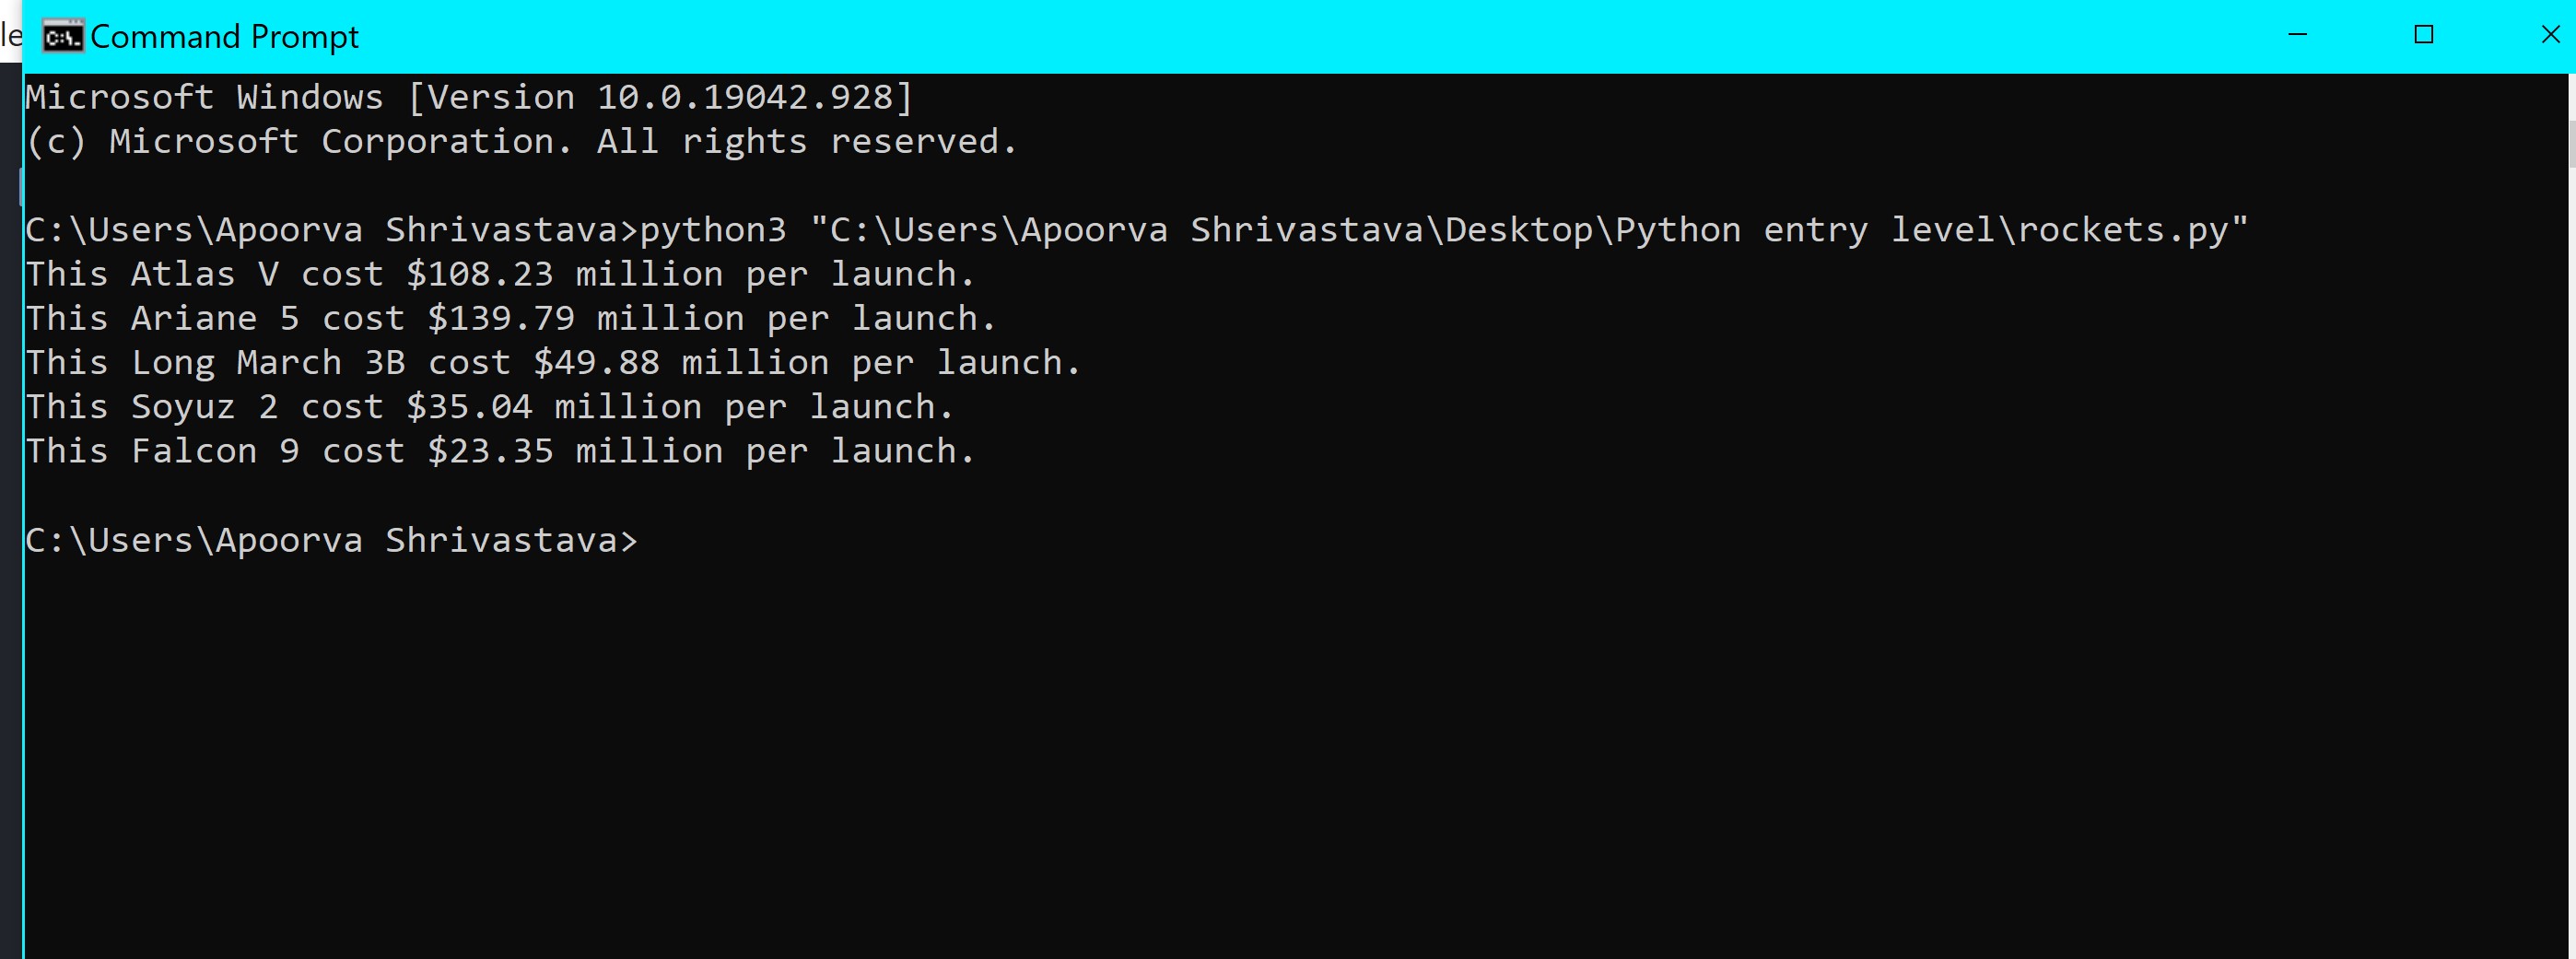 le
Command Prompt
Microsoft Windows [Version 10.0.19042.928]
(c) Microsoft Corporation. All rights reserved.
C:\Users\Apoorva Shrivastava>python3 "C:\Users\Apoorva Shrivastava\Desktop\Python entry level\rockets.py"
This Atlas V cost $108.23 million per launch.
This Ariane 5 cost $139.79 million per launch.
This Long March 3B cost $49.88 million per launch.
This Soyuz 2 cost $35.04 million per launch.
This Falcon 9 cost $23.35 million per launch.
C:\Users\Apoorva Shrivastava>